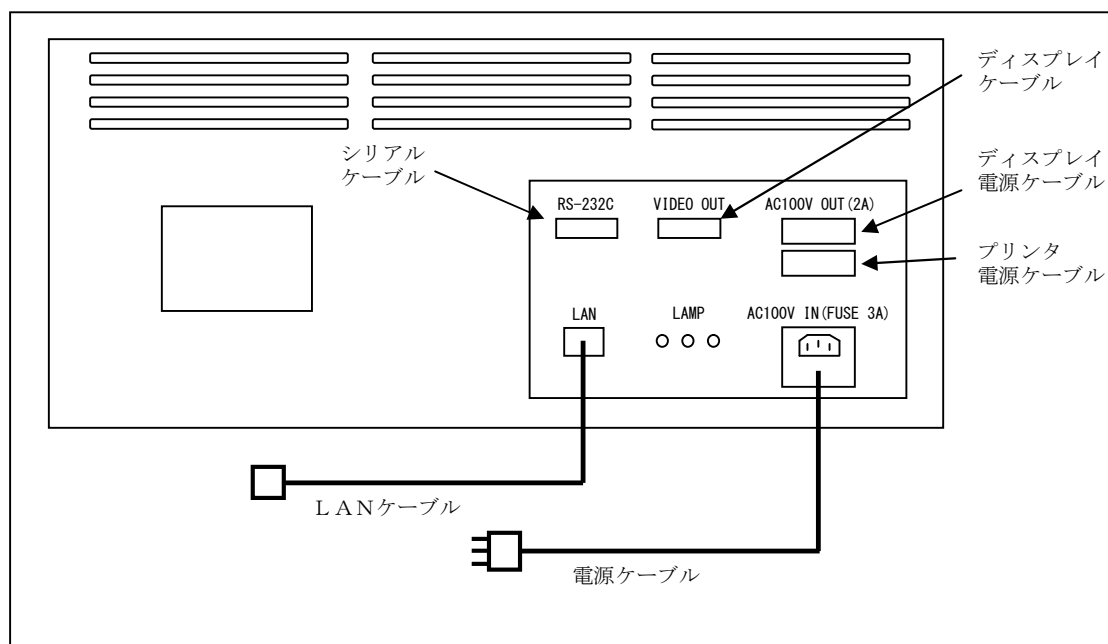 ディスプレイ
ケーブル
シリアル
ケーブル
ディスプレイ
電源ケーブル
RS-232C
VIDEO OUT
AC100V OUT(2A)
プリンタ
電源ケーブル
LAN
LAMP
AC100V IN(FUSE 3A)
ＬＡＮケーブル
電源ケーブル